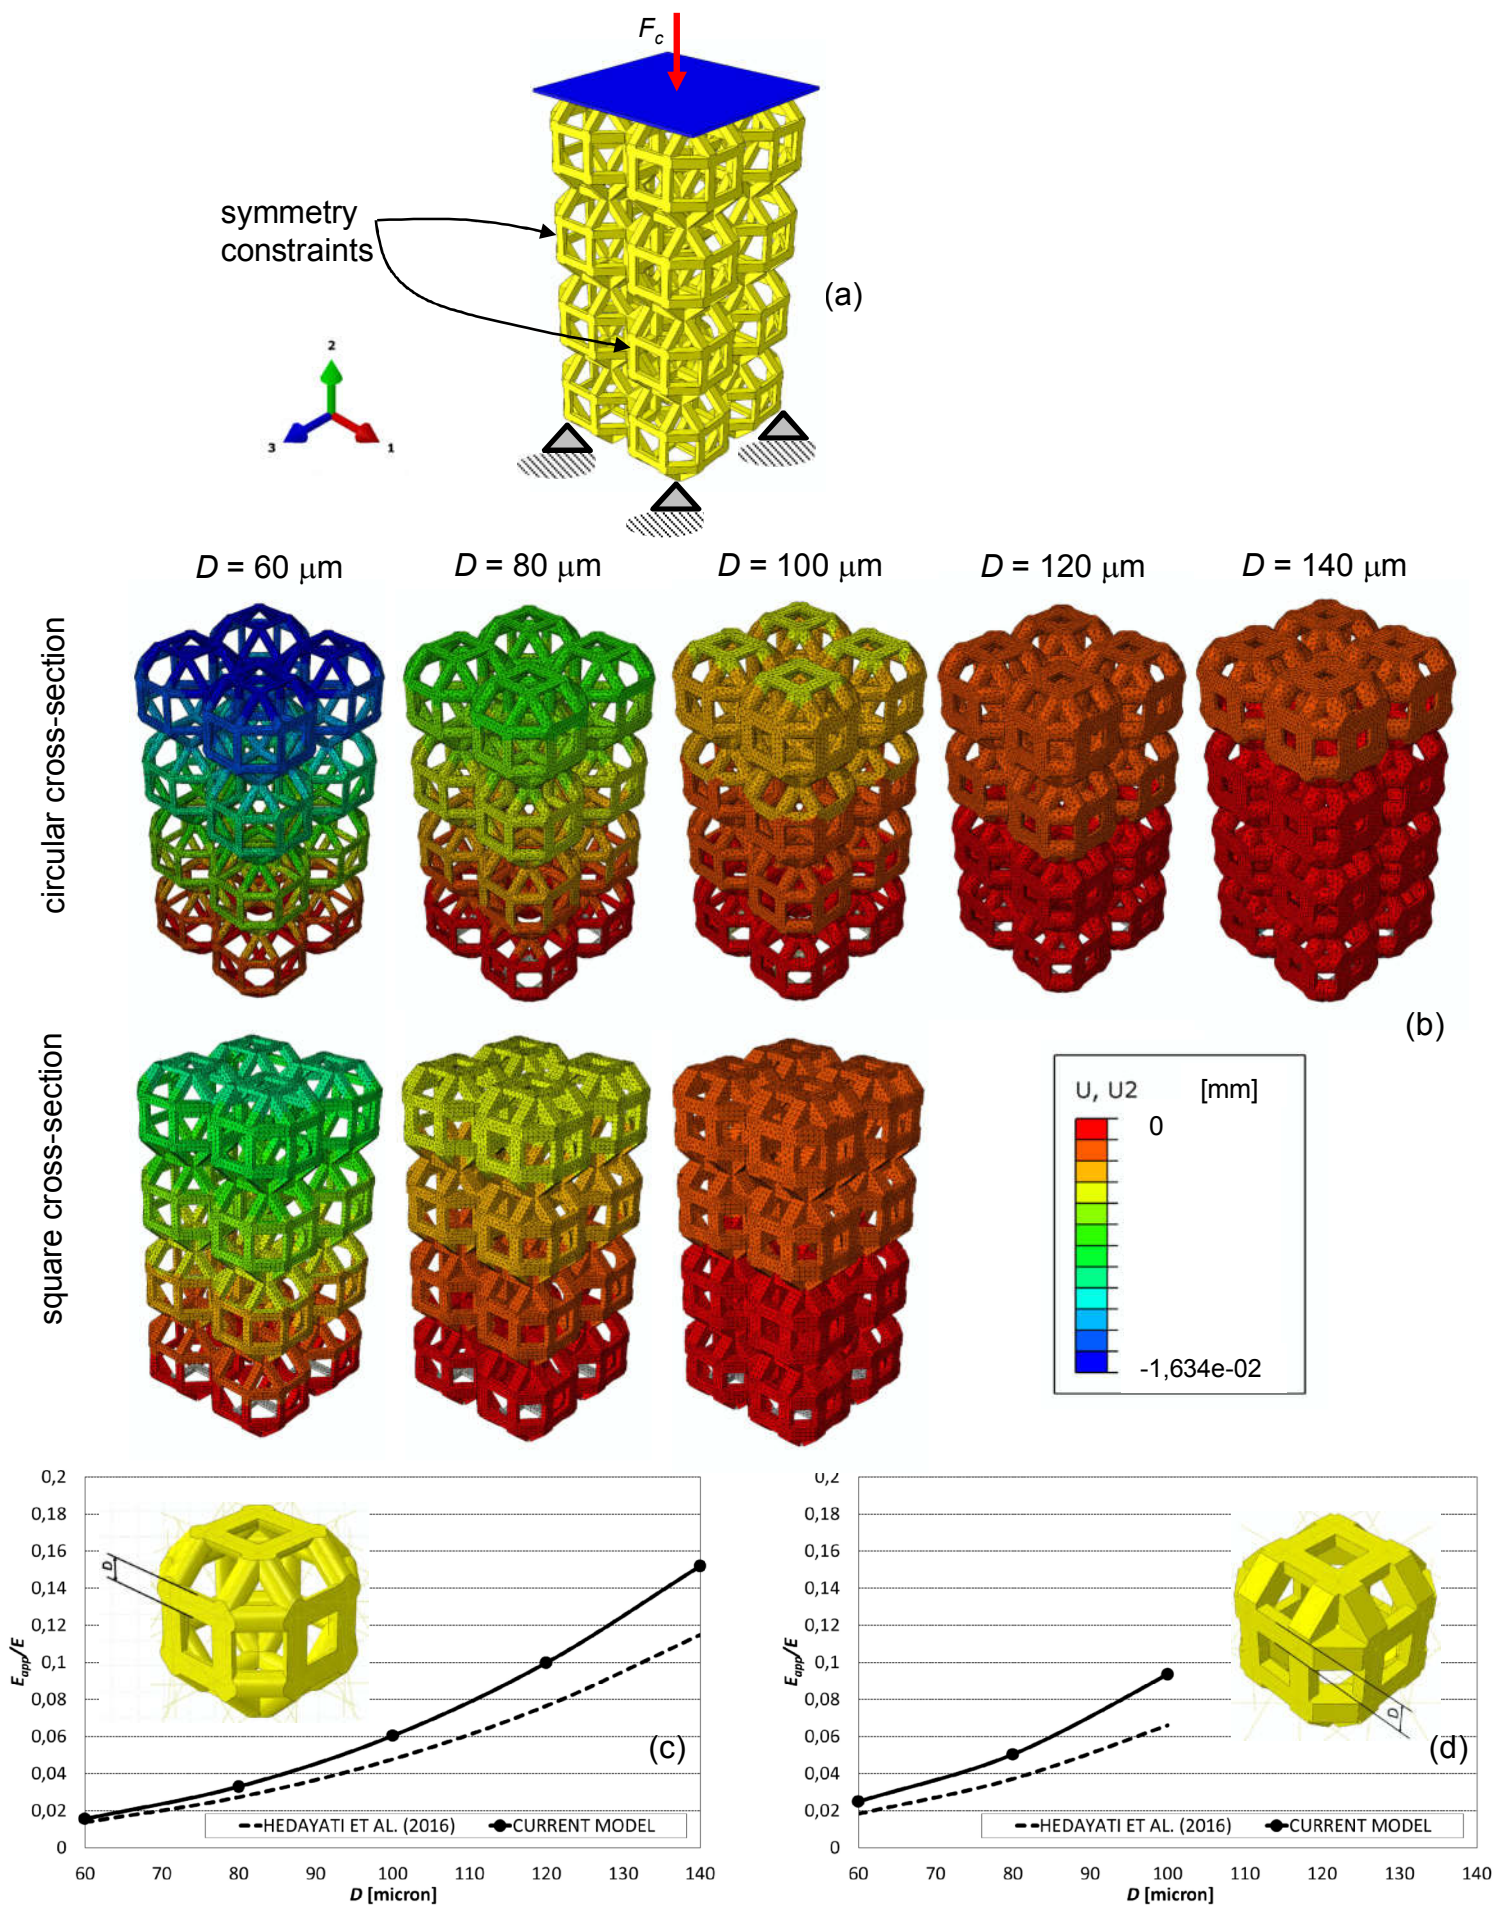 F_c
symmetry
constraints
(a)
2
3
1
D = 60 μm
D = 80 μm
D = 100 μm
D = 120 μm
D = 140 μm
circular cross-section
(b)
square cross-section
U, U2
[mm]
0
-1,634e-02
0,2
0,18
0,16
0,14
0,12
0,1
0,08
0,06
0,04
0,02
0
E_app/E
D
(c)
HEDAYATI ET AL. (2016)
CURRENT MODEL
60
70
80
90
100
110
120
130
140
D [micron]
0,2
0,18
0,16
0,14
0,12
0,1
0,08
0,06
0,04
0,02
0
E_app/E
D
(d)
HEDAYATI ET AL. (2016)
CURRENT MODEL
60
70
80
90
100
110
120
130
140
D [micron]